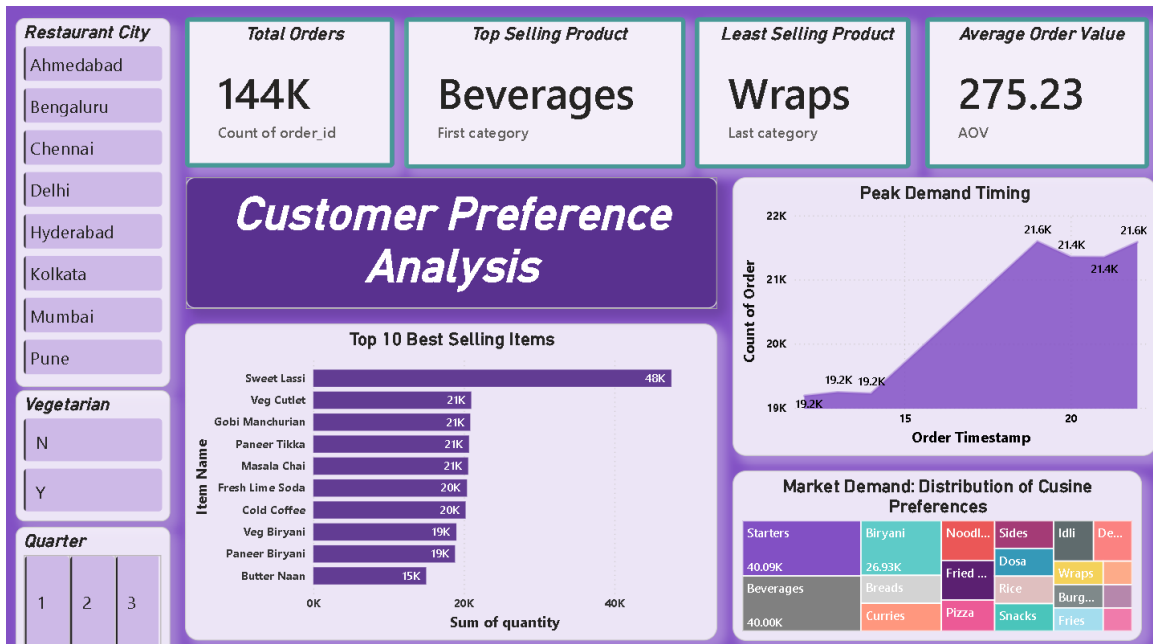 Restaurant City
Ahmedabad
Bengaluru
Chennai
Delhi
Hyderabad
Kolkata
Mumbai
Pune
Vegetarian
N
Y
Quarter
1
2
3
Total Orders
144K
Count of order_id
Top Selling Product
Beverages
First category
Least Selling Product
Wraps
Last category
Average Order Value
275.23
AOV
Customer Preference
Analysis
Peak Demand Timing
22K
21K
20K
19K
Count of Order
19.2K
19.2K
19.2K
21.6K
21.4K
21.4K
21.6K
15
20
Order Timestamp
Top 10 Best Selling Items
Item Name
Sweet Lassi
48K
Veg Cutlet
21K
Gobi Manchurian
21K
Paneer Tikka
21K
Masala Chai
21K
Fresh Lime Soda
20K
Cold Coffee
20K
Veg Biryani
19K
Paneer Biryani
19K
Butter Naan
15K
0K
20K
40K
Sum of quantity
Market Demand: Distribution of Cusine
Preferences
Starters
40.09K
Beverages
40.00K
Biryani
26.93K
Breads
Curries
Noodl...
Fried ...
Pizza
Sides
Dosa
Rice
Snacks
Idli
De...
Wraps
Burg...
Fries